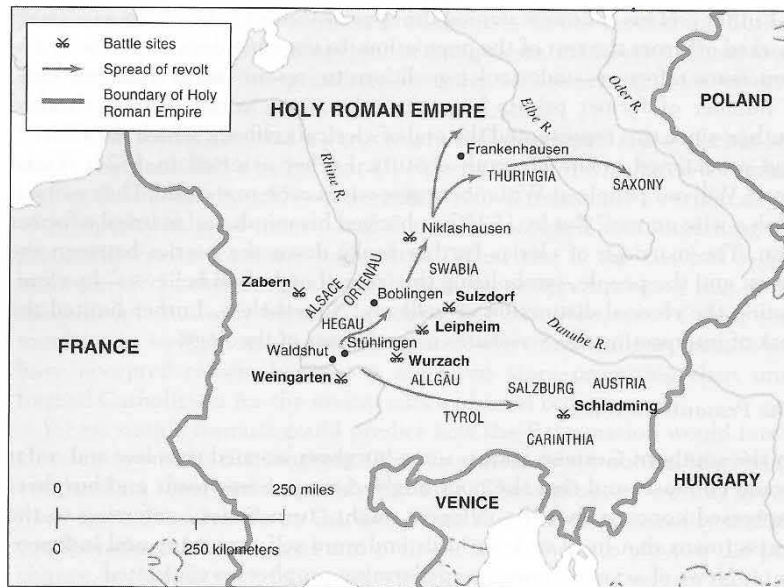 Battle sites
Spread of revolt
Boundary of Holy
Roman Empire
HOLY ROMAN EMPIRE
POLAND
Oder R.
Elbe R.
Rhine R.
Frankenhausen
THURINGIA
SAXONY
Niklashausen
SWABIA
Zabern
ALSACE
ORTENAU
Boblingen
Sulzdorf
HEGAU
Leipheim
Danube R.
FRANCE
Stühlingen
Waldshut
Wurzach
Weingarten
ALLGÄU
SALZBURG
AUSTRIA
Schladming
TYROL
CARINTHIA
HUNGARY
VENICE
0
250 miles
0
250 kilometers